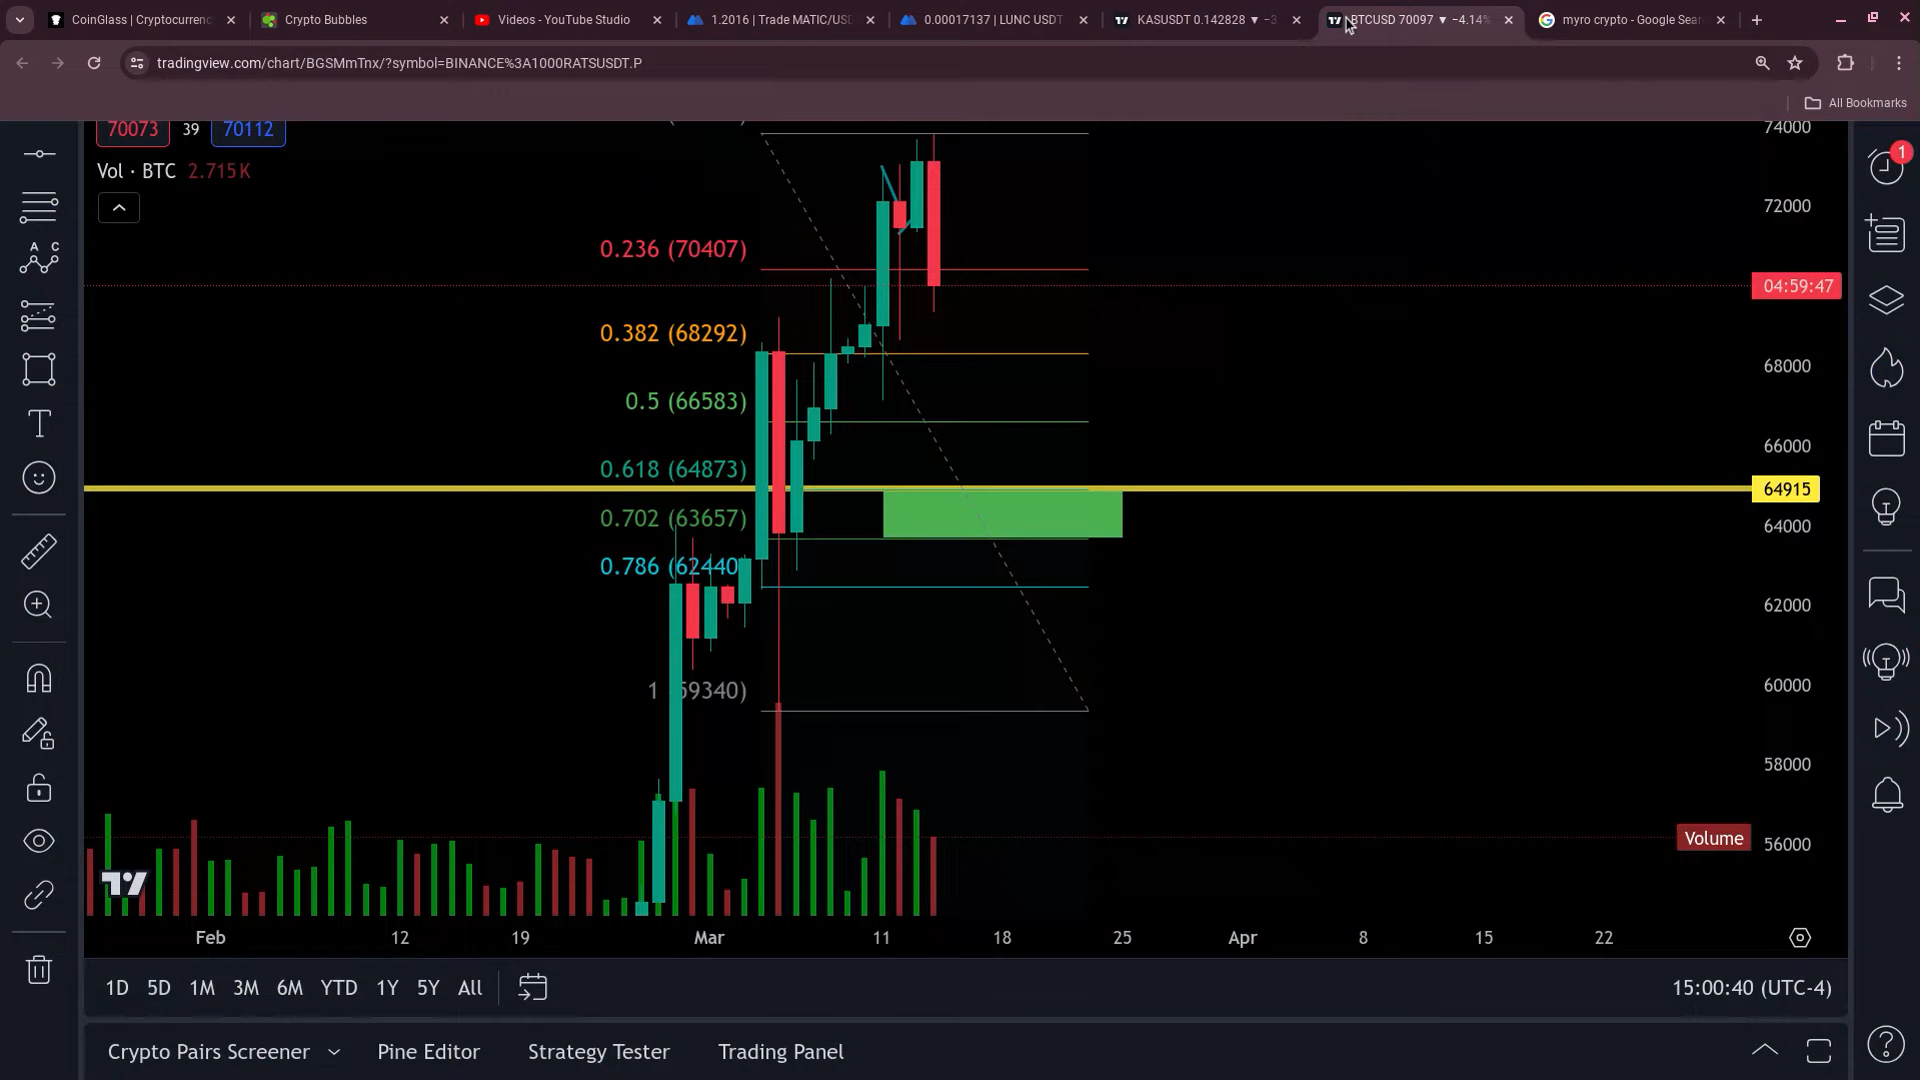 CoinGlass | Cryptocurrenc
Crypto Bubbles
Videos - YouTube Studio
1.2016 | Trade MATIC/USD
0.00017137 | LUNC USDT
KASUSDT 0.142828 ▼ −3
BTCUSD 70097 ▼ −4.14%
myro crypto - Google Sear
tradingview.com/chart/BGSMmTnx/?symbol=BINANCE%3A1000RATSUSDT.P
All Bookmarks
70073 39 70112
74000
1
Vol · BTC 2.715K
72000
0.236 (70407)
04:59:47
0.382 (68292)
68000
0.5 (66583)
66000
0.618 (64873)
64915
0.702 (63657)
64000
0.786 (62440
62000
1 59340)
60000
58000
Volume
56000
Feb 12 19 Mar 11 18 25 Apr 8 15 22
1D 5D 1M 3M 6M YTD 1Y 5Y All
15:00:40 (UTC-4)
Crypto Pairs Screener Pine Editor Strategy Tester Trading Panel